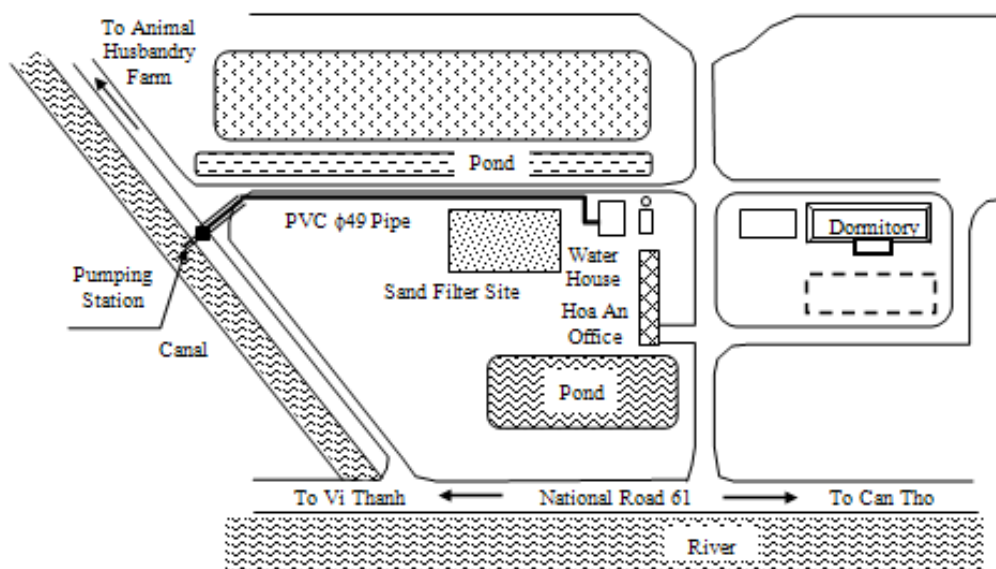 To Animal
Husbandry
Farm
Pond
PVC ϕ49 Pipe
Dormitory
Water
House
Pumping
Station
Sand Filter Site
Hoa An
Office
Canal
Pond
To Vi Thanh
National Road 61
To Can Tho
River